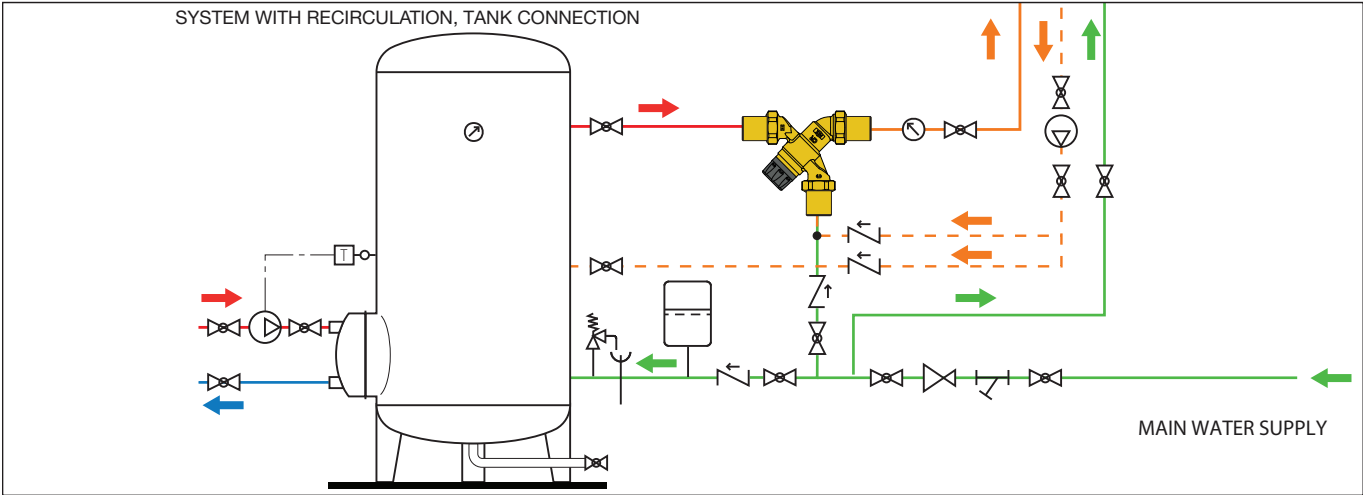 SYSTEM WITH RECIRCULATION, TANK CONNECTION
T
MAIN WATER SUPPLY